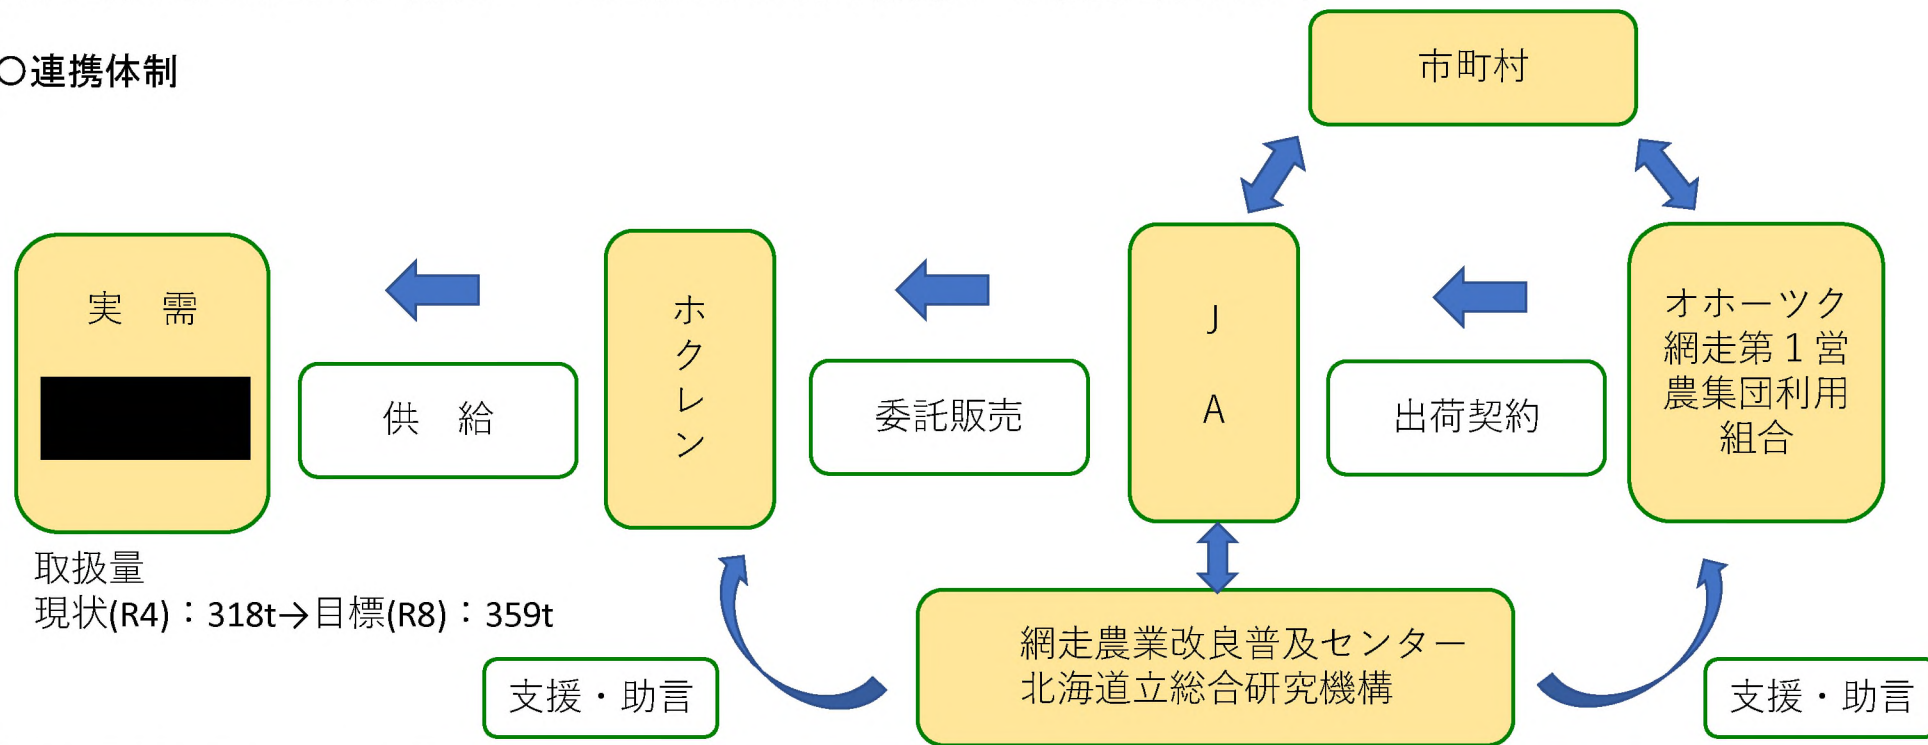 ○連携体制
市町村
実　需
供　給
ホクレン
委託販売
J
A
出荷契約
オホーツク
網走第１営
農集団利用
組合
取扱量
現状(R4)：318t→目標(R8)：359t
支援・助言
網走農業改良普及センター
北海道立総合研究機構
支援・助言